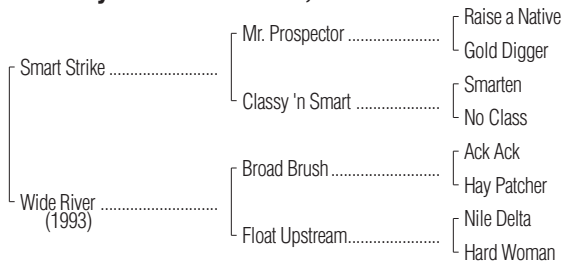 Raise a Native
Mr. Prospector ....................
Gold Digger
Smart Strike ........................
Smarten
Classy 'n Smart ..................
No Class
Ack Ack
Broad Brush ........................
Hay Patcher
Wide River ..........................
(1993)
Nile Delta
Float Upstream....................
Hard Woman